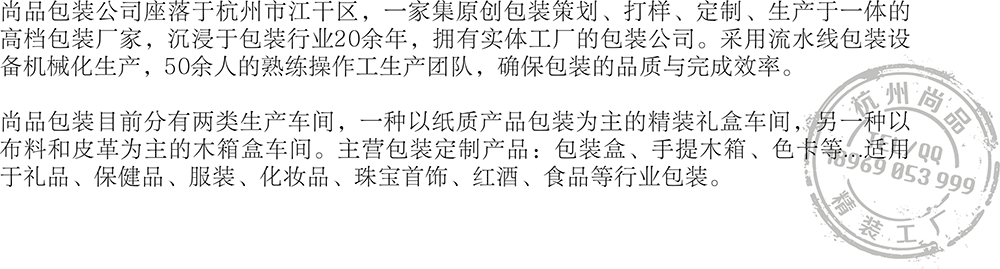 尚品包装公司座落于杭州市江干区，一家集原创包装策划、打样、定制、生产于一体的
高档包装厂家，沉浸于包装行业20余年，拥有实体工厂的包装公司。采用流水线包装设
备机械化生产，50余人的熟练操作工生产团队，确保包装的品质与完成效率。
尚品包装目前分有两类生产车间，一种以纸质产品包装为主的精装礼盒车间，另一种以
布料和皮革为主的木箱盒车间。主营包装定制产品：包装盒、手提木箱、色卡等。适用
于礼品、保健品、服装、化妆品、珠宝首饰、红酒、食品等行业包装。
杭州尚品
/QQ
18969 053 999
精装工厂